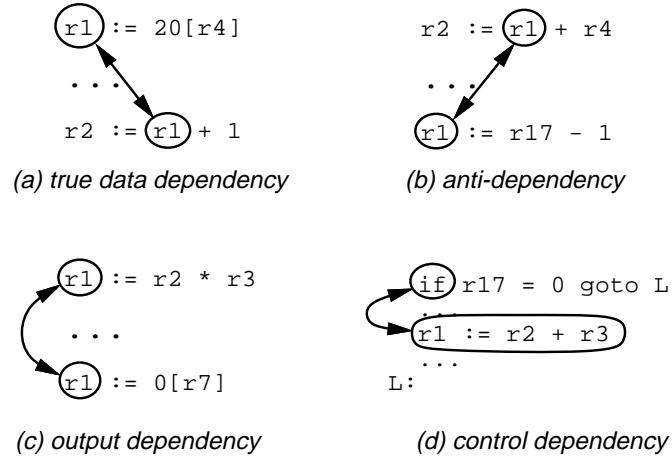 r1 := 20[r4]
...
r2 := r1 + 1
(a) true data dependency
r2 := r1 + r4
...
r1 := r17 - 1
(b) anti-dependency
r1 := r2 * r3
...
r1 := 0[r7]
(c) output dependency
if r17 = 0 goto L
...
r1 := r2 + r3
...
L:
(d) control dependency